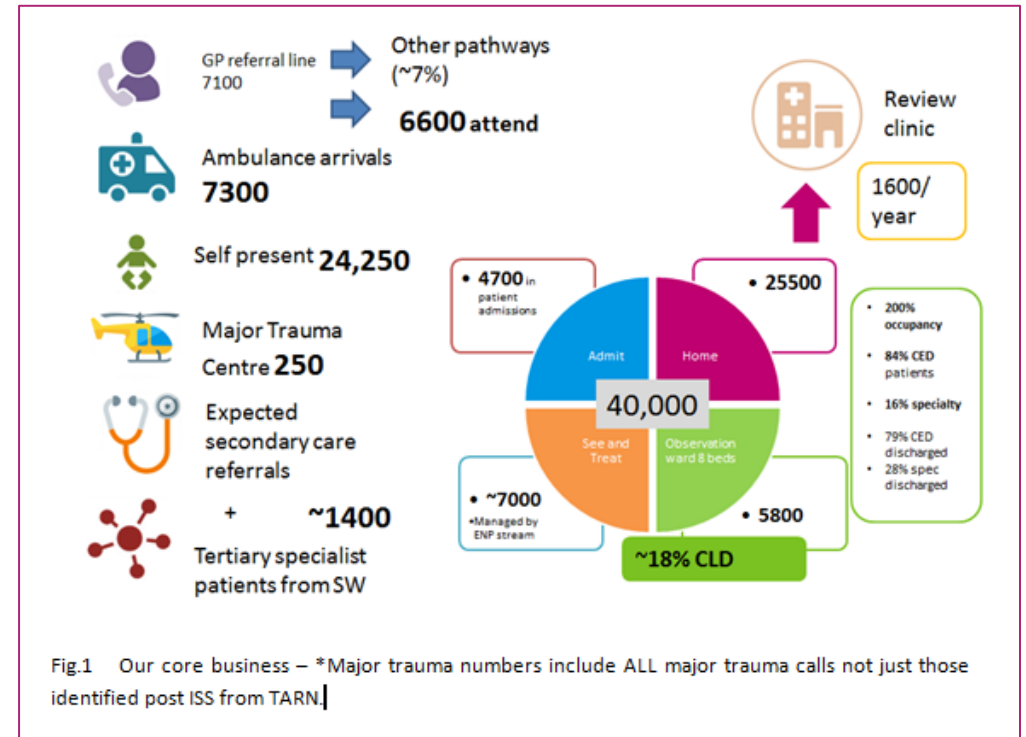 GP referral line
7100
Other pathways
(~7%)
6600 attend
Ambulance arrivals
7300
Self present 24,250
Major Trauma
Centre 250
Expected
secondary care
referrals
+ ~1400
Tertiary specialist
patients from SW
Review
clinic
1600/
year
• 4700 in
patient
admissions
• 25500
Admit
Home
40,000
See and
Treat
Observation
ward 8 beds
• ~7000
•Managed by
ENP stream
• 5800
~18% CLD
• 200%
occupancy
• 84% CED
patients
• 16% specialty
• 79% CED
discharged
• 28% spec
discharged
Fig.1 Our core business – *Major trauma numbers include ALL major trauma calls not just those
identified post ISS from TARN.